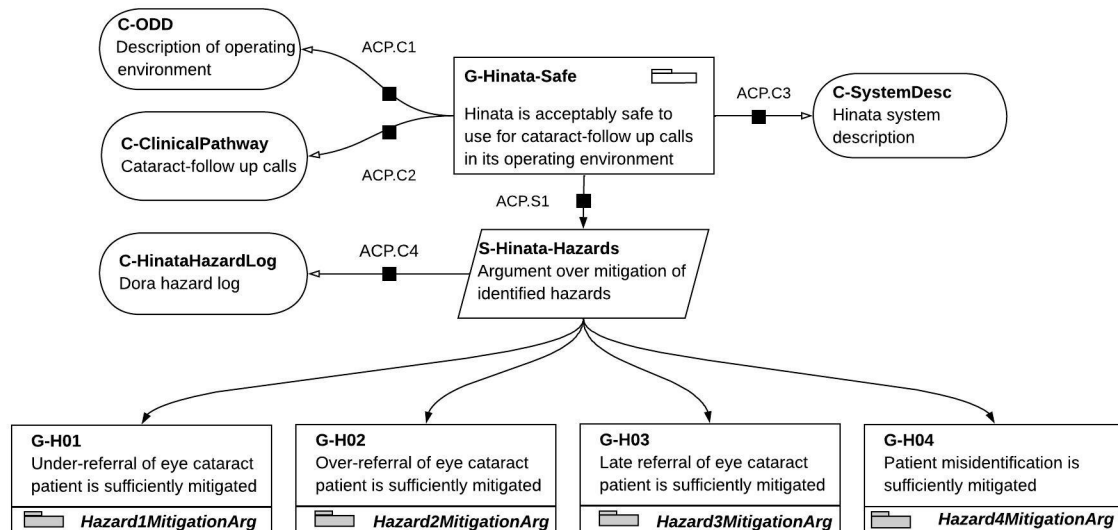 C-ODD
Description of operating
environment
ACP.C1
G-Hinata-Safe
Hinata is acceptably safe to
use for cataract-follow up calls
in its operating environment
ACP.C3
C-SystemDesc
Hinata system
description
C-ClinicalPathway
Cataract-follow up calls
ACP.C2
ACP.S1
C-HinataHazardLog
Dora hazard log
ACP.C4
S-Hinata-Hazards
Argument over mitigation of
identified hazards
G-H01
Under-referral of eye cataract
patient is sufficiently mitigated
Hazard1MitigationArg
G-H02
Over-referral of eye cataract
patient is sufficiently mitigated
Hazard2MitigationArg
G-H03
Late referral of eye cataract
patient is sufficiently mitigated
Hazard3MitigationArg
G-H04
Patient misidentification is
sufficiently mitigated
Hazard4MitigationArg